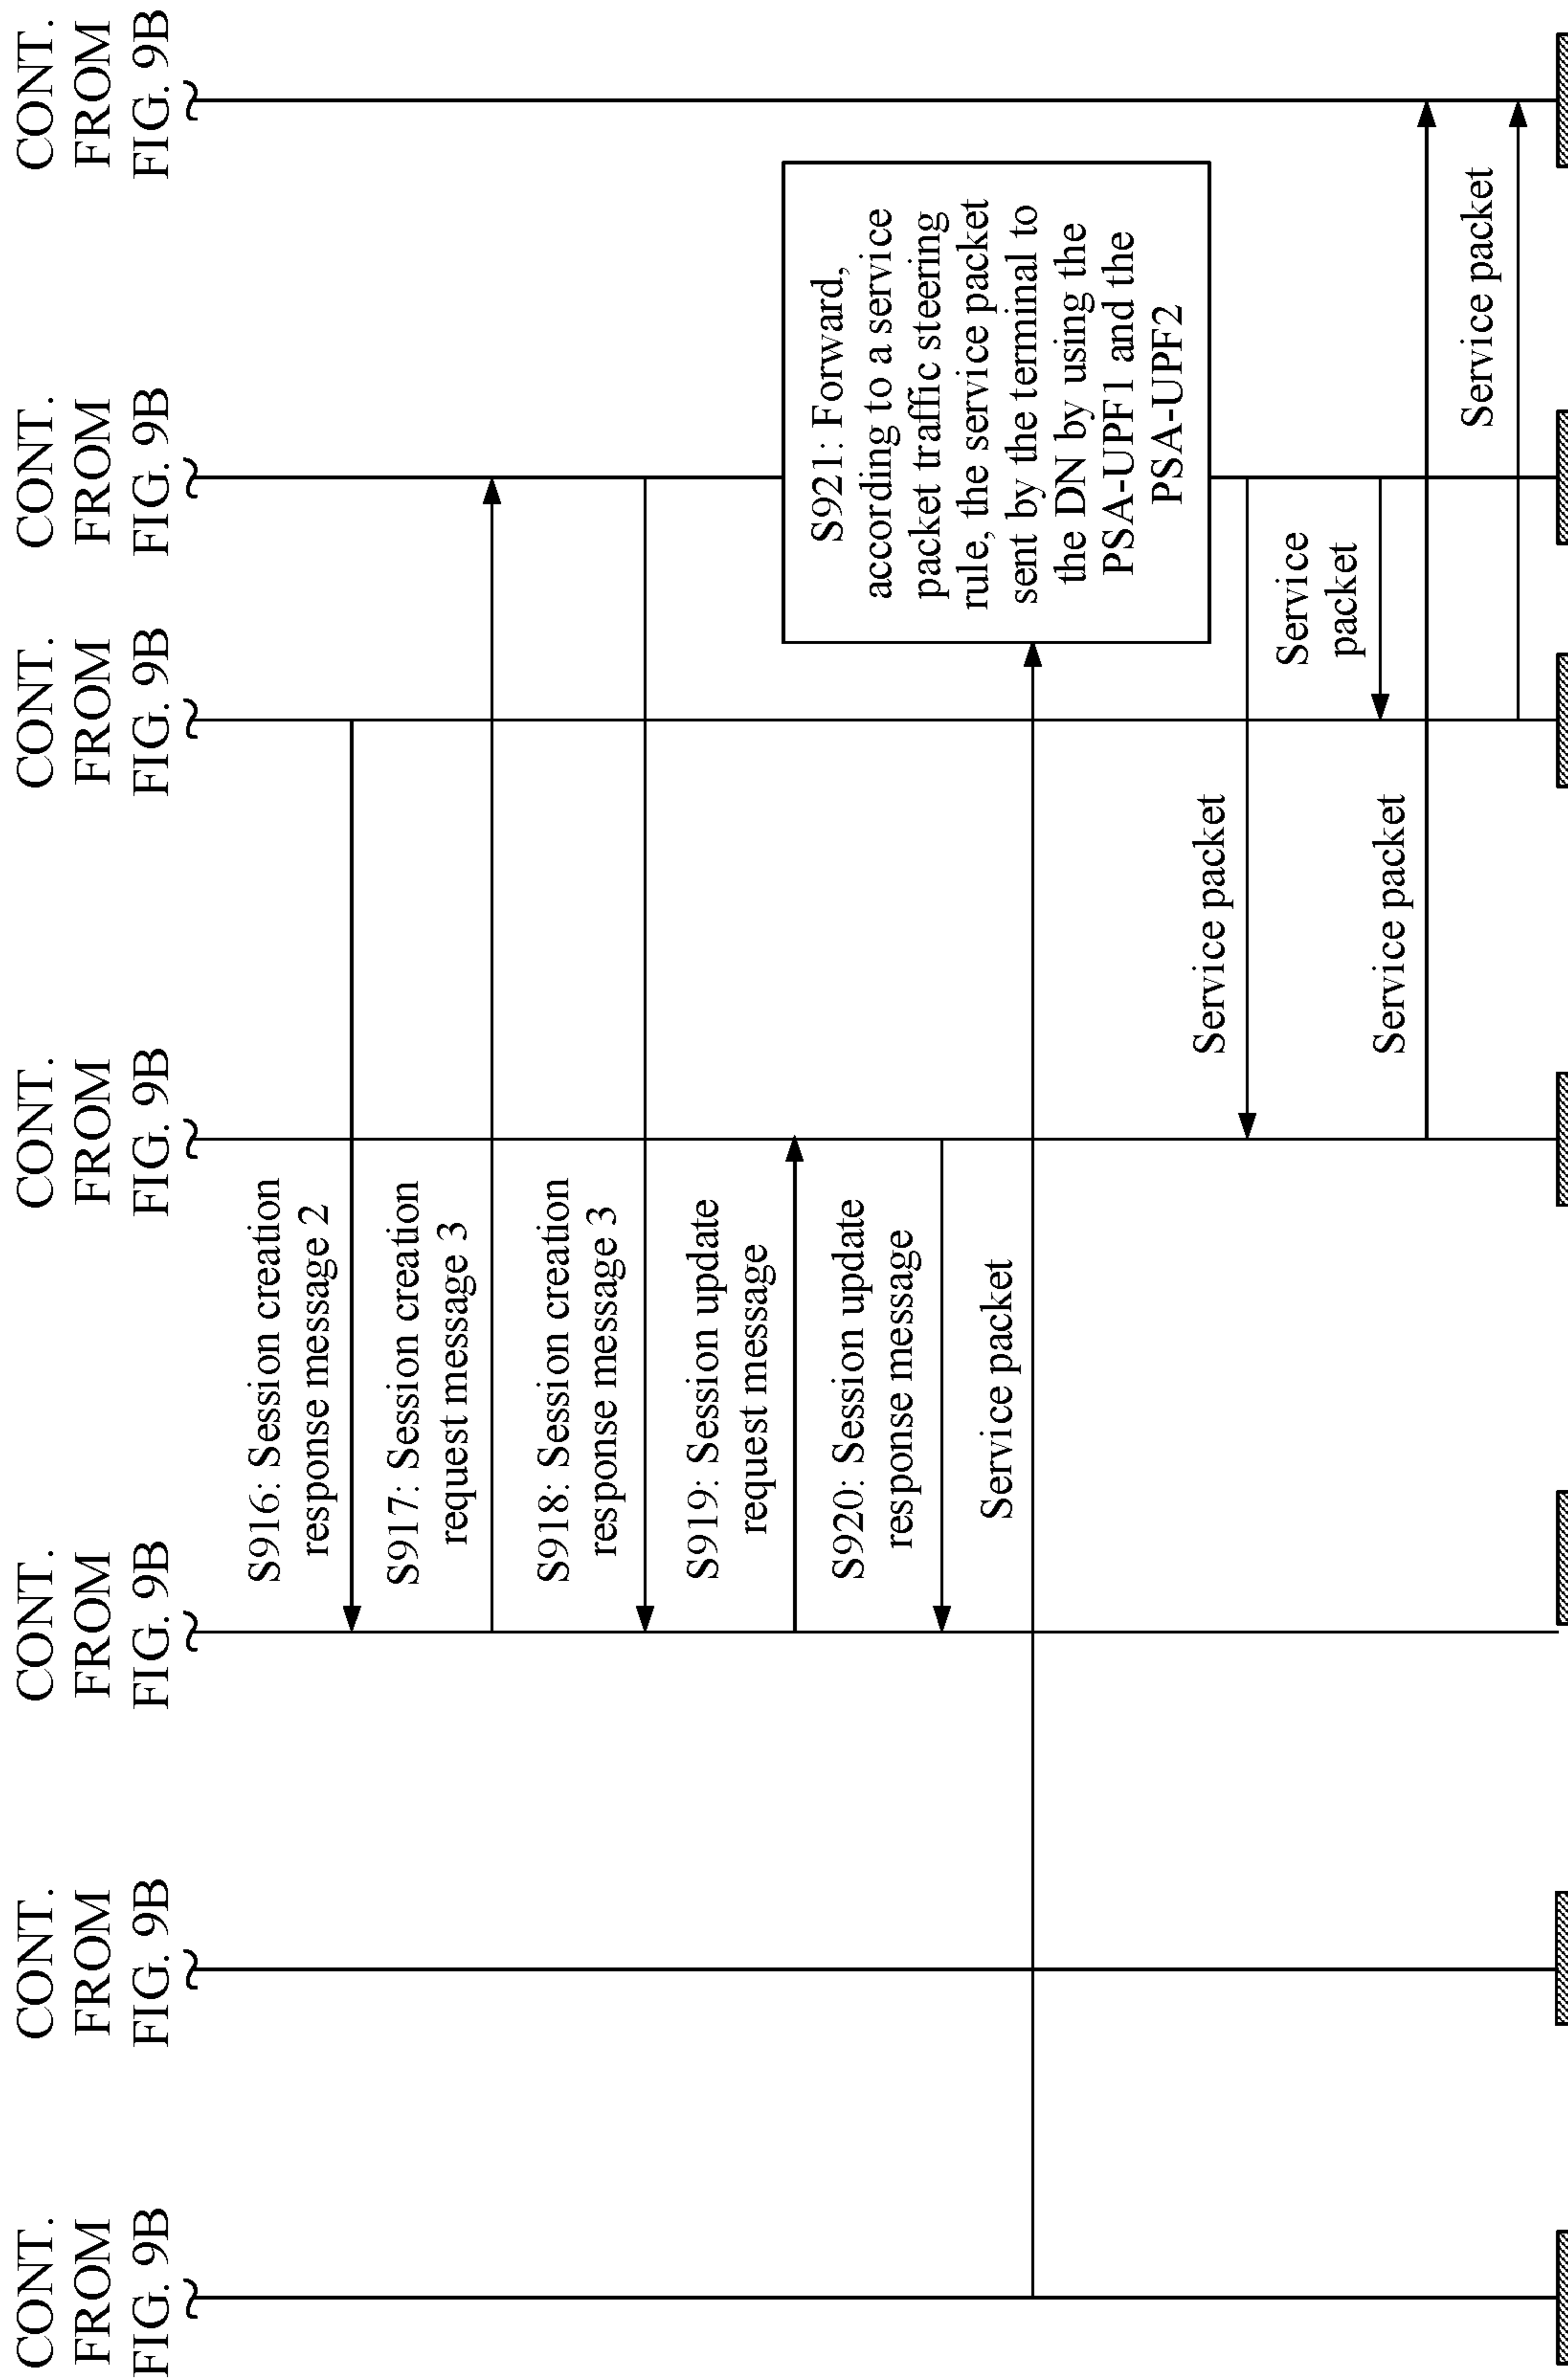 CONT.
FROM
FIG. 9B
CONT.
FROM
FIG. 9B
CONT.
FROM
FIG. 9B
CONT.
FROM
FIG. 9B
CONT.
FROM
FIG. 9B
CONT.
FROM
FIG. 9B
CONT.
FROM
FIG. 9B
S916: Session creation
response message 2
S917: Session creation
request message 3
S918: Session creation
response message 3
S919: Session update
request message
S920: Session update
response message
Service packet
S921: Forward,
according to a service
packet traffic steering
rule, the service packet
sent by the terminal to
the DN by using the
PSA-UPF1 and the
PSA-UPF2
Service packet
Service
packet
Service packet
Service packet